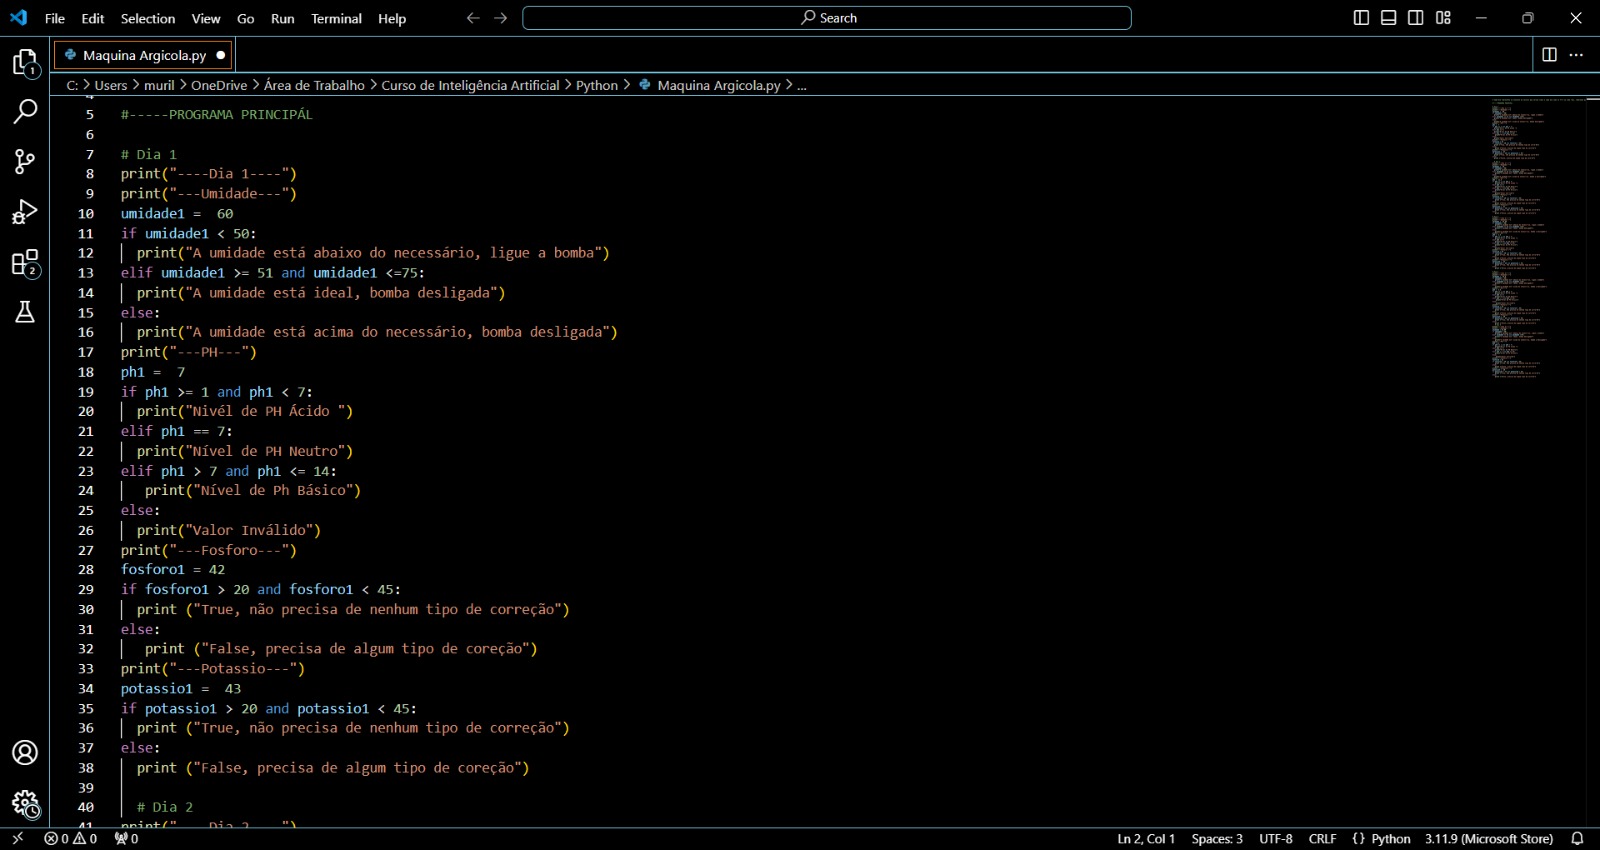 File Edit Selection View Go Run Terminal Help Search
Maquina Argicola.py
C: > Users > muril > OneDrive > Área de Trabalho > Curso de Inteligência Artificial > Python > Maquina Argicola.py > ...
4
5 #-----PROGRAMA PRINCIPÁL
6
7 # Dia 1
8 print("----Dia 1----")
9 print("---Umidade---")
10 umidade1 =  60
11 if umidade1 < 50:
12 print("A umidade está abaixo do necessário, ligue a bomba")
13 elif umidade1 >= 51 and umidade1 <=75:
14 print("A umidade está ideal, bomba desligada")
15 else:
16 print("A umidade está acima do necessário, bomba desligada")
17 print("---PH---")
18 ph1 =  7
19 if ph1 >= 1 and ph1 < 7:
20 print("Nivél de PH Ácido ")
21 elif ph1 == 7:
22 print("Nível de PH Neutro")
23 elif ph1 > 7 and ph1 <= 14:
24 print("Nível de Ph Básico")
25 else:
26 print("Valor Inválido")
27 print("---Fosforo---")
28 fosforo1 = 42
29 if fosforo1 > 20 and fosforo1 < 45:
30 print ("True, não precisa de nenhum tipo de correção")
31 else:
32 print ("False, precisa de algum tipo de coreção")
33 print("---Potassio---")
34 potassio1 =  43
35 if potassio1 > 20 and potassio1 < 45:
36 print ("True, não precisa de nenhum tipo de correção")
37 else:
38 print ("False, precisa de algum tipo de coreção")
39
40 # Dia 2
41 print("----Dia 2----")
1
2
0 0 0 Ln 2, Col 1 Spaces: 3 UTF-8 CRLF {} Python 3.11.9 (Microsoft Store)